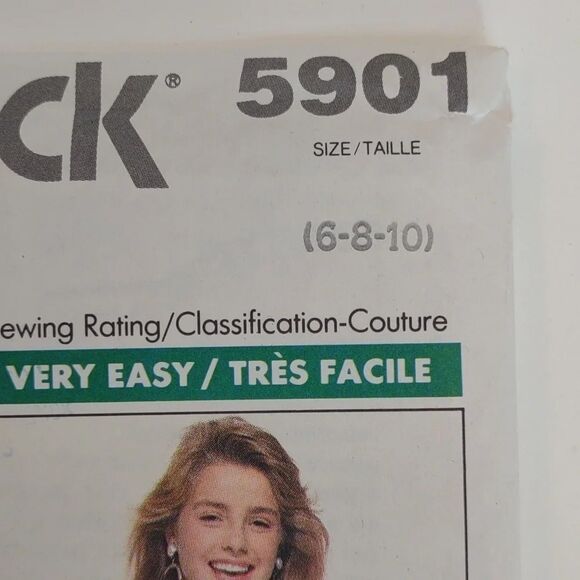 CK® 5901
SIZE/TAILLE
(6-8-10)
ewing Rating/Classification-Couture
VERY EASY / TRÈS FACILE